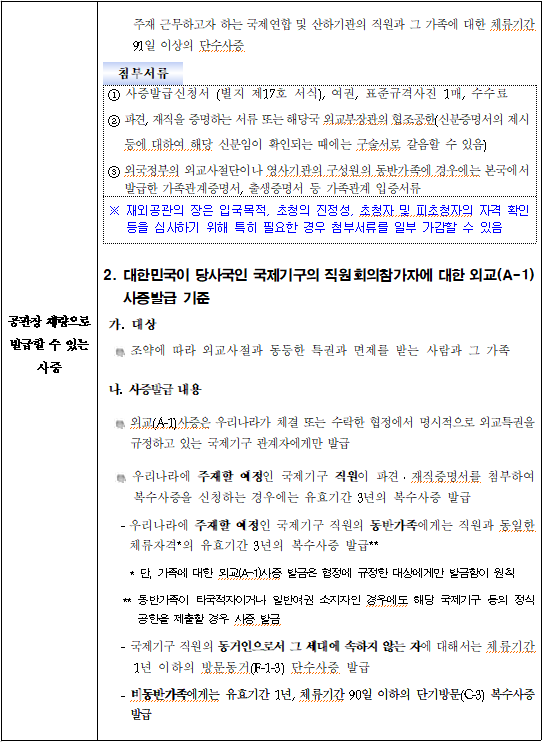 주재 근무하고자 하는 국제연합 및 산하기관의 직원과 그 가족에 대한 체류기간
91일 이상의 단수사증
첨부서류
① 사증발급신청서 (별지 제17호 서식), 여권, 표준규격사진 1매, 수수료
② 파견, 재직을 증명하는 서류 또는 해당국 외교부장관의 협조공한(신분증명서의 제시
등에 대하여, 해당 신분임이 확인되는 때에는 구술서로 갈음할 수 있음)
③ 외국정부의 외교사절단이나 영사기관의 구성원의 동반가족에 경우에는 본국에서
발급한 가족관계증명서, 출생증명서 등 가족관계 입증서류
※ 재외공관의 장은 입국목적, 초청의 진정성, 초청자 및 피초청자의 자격 확인
등을 심사하기 위해 특히 필요한 경우 첨부서류를 일부 가감할 수 있음
공관장 재량으로
발급할 수 있는
사증
2. 대한민국이 당사국인 국제기구의 직원회의참가자에 대한 외교(A-1)
사증발급 기준
가. 대상
조약에 따라 외교사절과 동등한 특권과 면제를 받는 사람과 그 가족
나. 사증발급 내용
외교(A-1)사증은 우리나라가 체결 또는 수락한 협정에서 명시적으로 외교특권을
규정하고 있는 국제기구 관계자에게만 발급
우리나라에 주재할 예정인 국제기구 직원이 파견·재직증명서를 첨부하여
복수사증을 신청하는 경우에는 유효기간 3년의 복수사증 발급
- 우리나라에 주재할 예정인 국제기구 직원의 동반가족에게는 직원과 동일한
체류자격*의 유효기간 3년의 복수사증 발급**
* 단, 가족에 대한 외교(A-1)사증 발급은 협정에 규정한 대상에게만 발급함이 원칙
** 동반가족이 타국적자이거나 일반여권 소지자인 경우에도 해당 국제기구 등의 정식
공한을 제출할 경우 사증 발급
- 국제기구 직원의 동거인으로서 그 세대에 속하지 않는 자에 대해서는 체류기간
1년 이하의 방문동거(F-1-3) 단수사증 발급
- 비동반가족에게는 유효기간 1년, 체류기간 90일 이하의 단기방문(C-3) 복수사증
발급